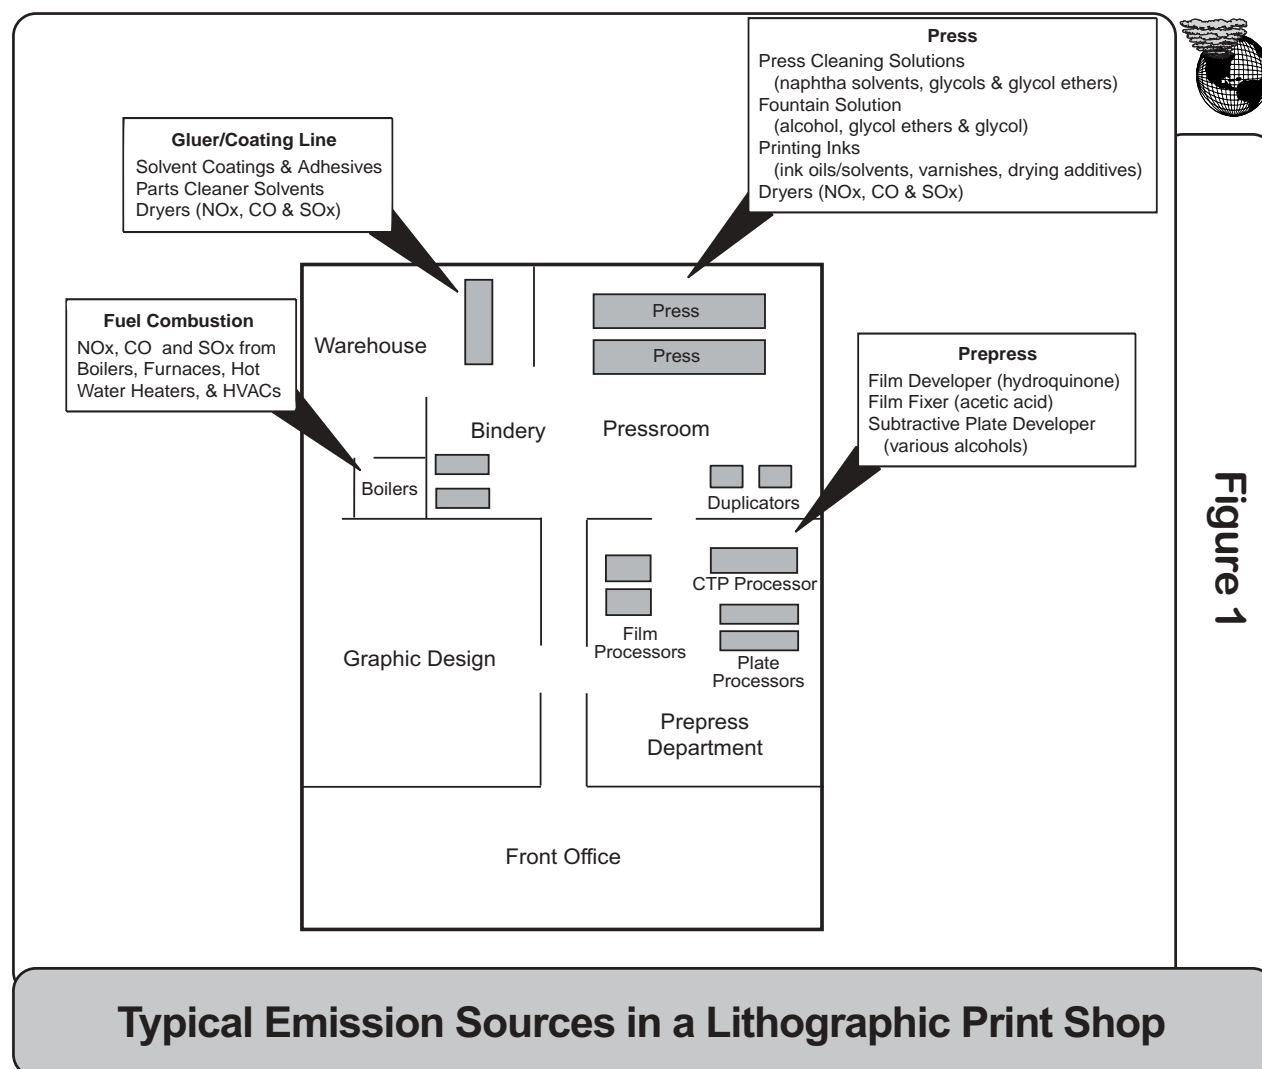 Press
Press Cleaning Solutions
(naphtha solvents, glycols & glycol ethers)
Fountain Solution
(alcohol, glycol ethers & glycol)
Printing Inks
(ink oils/solvents, varnishes, drying additives)
Dryers (NOx, CO & SOx)
Gluer/Coating Line
Solvent Coatings & Adhesives
Parts Cleaner Solvents
Dryers (NOx, CO & SOx)
Fuel Combustion
NOx, CO and SOx from
Boilers, Furnaces, Hot
Water Heaters, & HVACs
Prepress
Film Developer (hydroquinone)
Film Fixer (acetic acid)
Subtractive Plate Developer
(various alcohols)
Warehouse
Press
Press
Bindery
Pressroom
Boilers
Duplicators
CTP Processor
Film
Processors
Plate
Processors
Graphic Design
Prepress
Department
Front Office
Figure 1
Typical Emission Sources in a Lithographic Print Shop